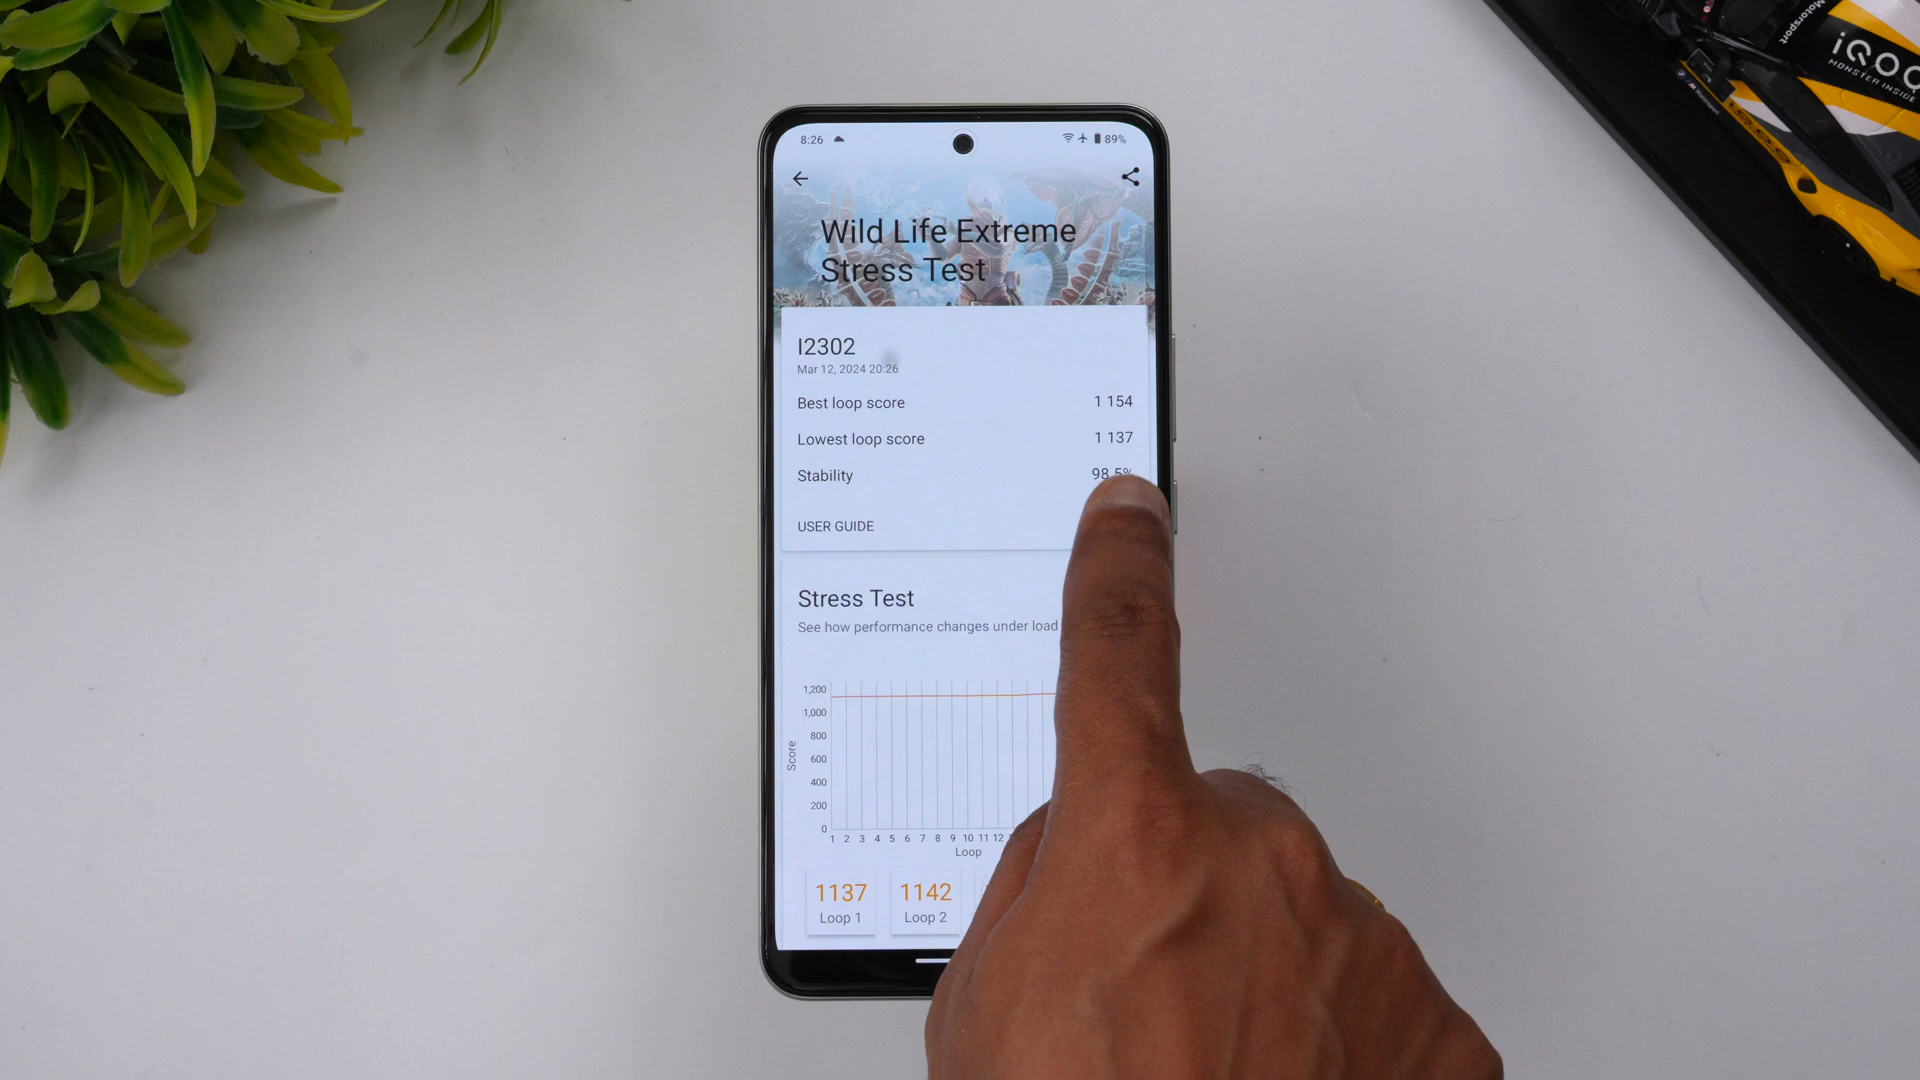 8:26
89%
Wild Life Extreme
Stress Test
I2302
Mar 12, 2024 20:26
Best loop score 1 154
Lowest loop score 1 137
Stability 98.5%
USER GUIDE
Stress Test
See how performance changes under load
1,200
1,000
800
600
400
200
0
Score
1 2 3 4 5 6 7 8 9 10 11 12
Loop
1137
Loop 1
1142
Loop 2
Motorsport
iQOO
MONSTER INSIDE